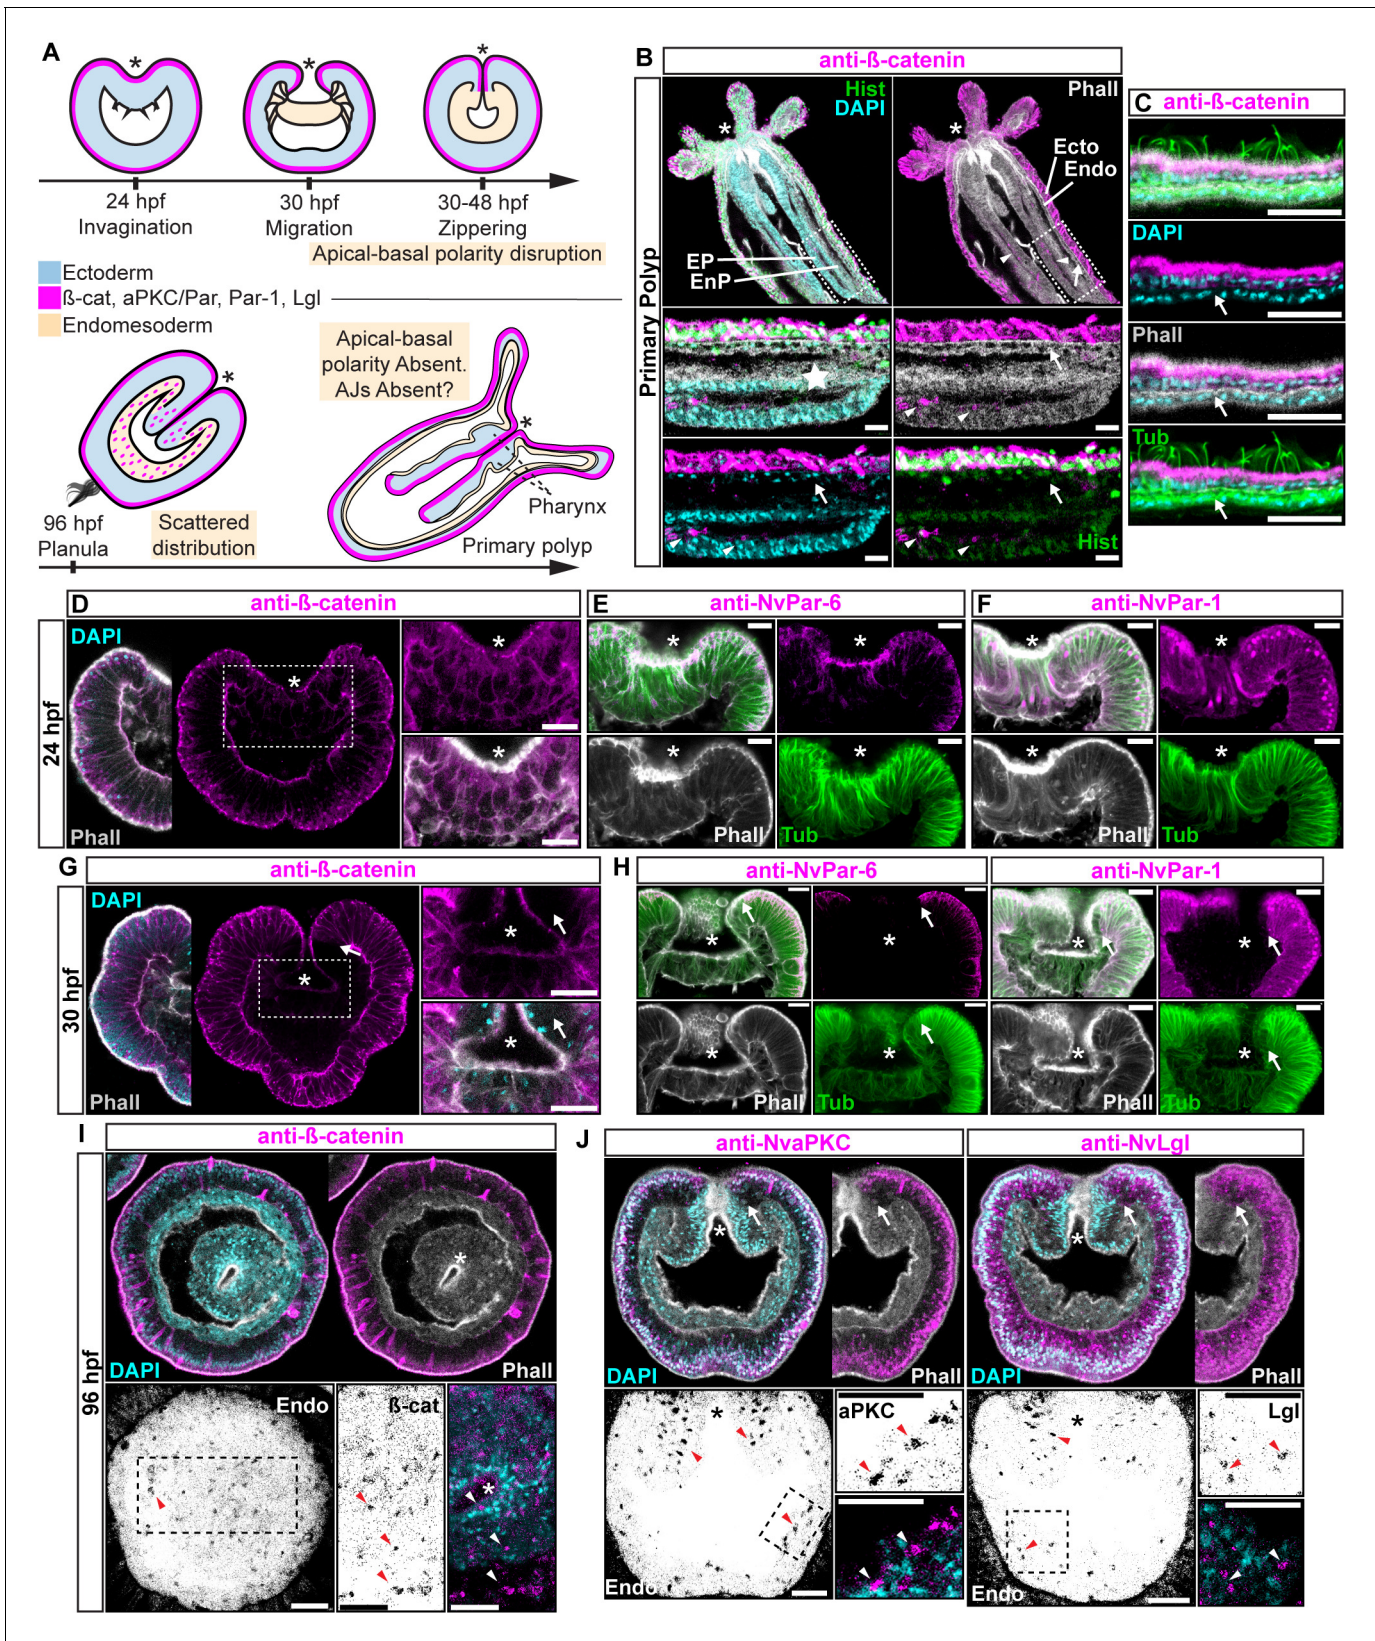 A
*
*
*
24 hpf
Invagination
30 hpf
Migration
30-48 hpf
Zippering
Apical-basal polarity disruption
Ectoderm
ß-cat, aPKC/Par, Par-1, Lgl
Endomesoderm
*
96 hpf
Planula
Scattered
distribution
Apical-basal
polarity Absent.
AJs Absent?
*
Pharynx
Primary polyp
B
anti-ß-catenin
Primary Polyp
Hist
DAPI
*
EP
EnP
Phall
*
Ecto
Endo
Hist
C
anti-ß-catenin
DAPI
Phall
Tub
D
anti-ß-catenin
24 hpf
DAPI
Phall
*
*
*
E
anti-NvPar-6
*
*
*
Phall
*
Tub
F
anti-NvPar-1
*
*
*
Phall
*
Tub
G
anti-ß-catenin
30 hpf
DAPI
Phall
*
*
*
H
anti-NvPar-6
*
*
*
Phall
*
Tub
anti-NvPar-1
*
*
*
Phall
*
Tub
I
anti-ß-catenin
96 hpf
DAPI
*
Phall
Endo
ß-cat
*
J
anti-NvaPKC
*
DAPI
Phall
*
Endo
aPKC
anti-NvLgl
*
DAPI
Phall
*
Endo
Lgl